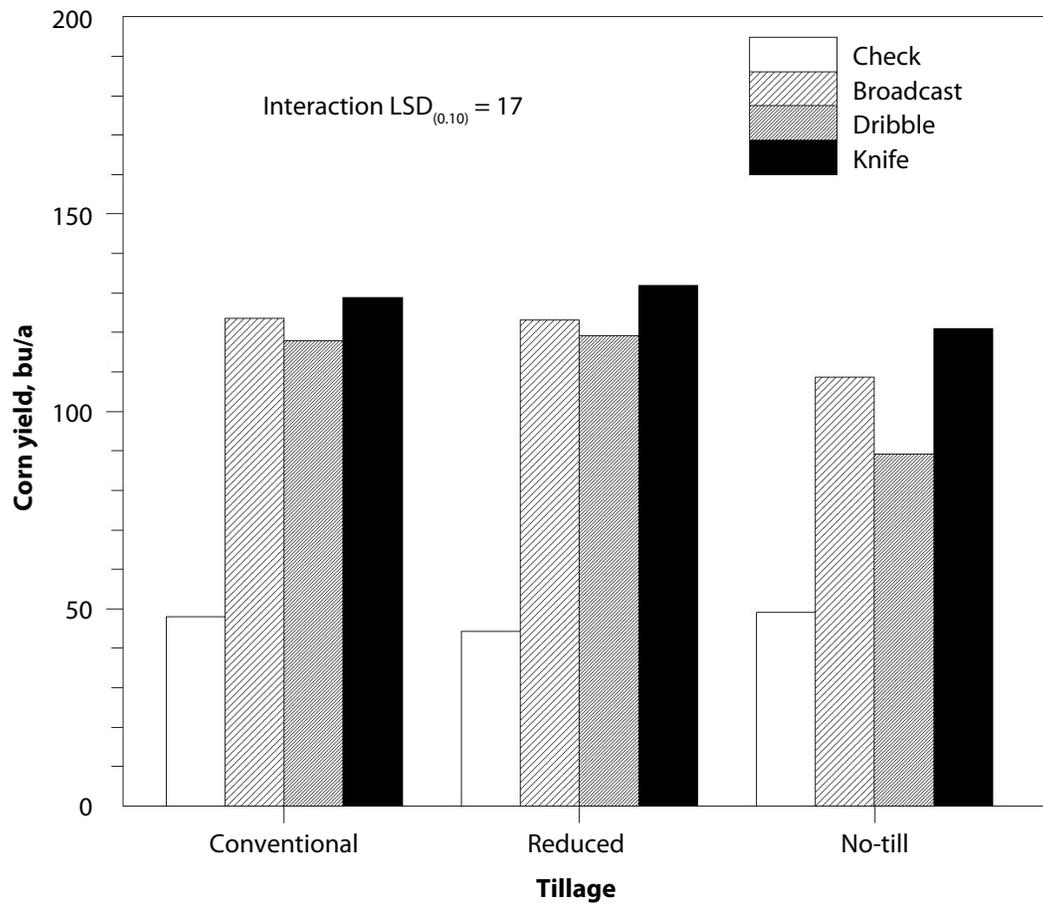 200
150
100
50
0
Corn yield, bu/a
Interaction LSD(0.10) = 17
Check
Broadcast
Dribble
Knife
Conventional
Reduced
No-till
Tillage